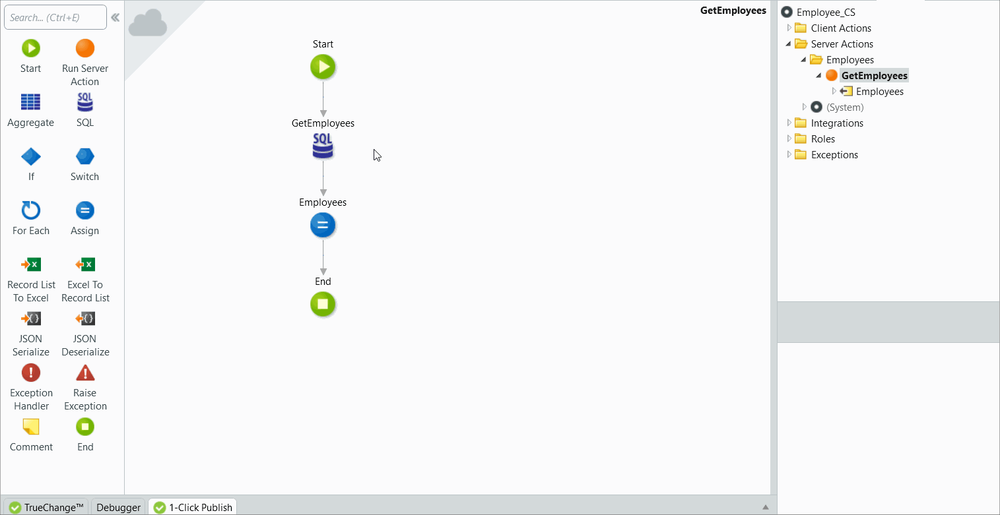 Search... (Ctrl+E)
Start
Run Server
Action
Aggregate
SQL
SQL
If
Switch
For Each
Assign
Record List
To Excel
Excel To
Record List
JSON
Serialize
JSON
Deserialize
Exception
Handler
Raise
Exception
Comment
End
GetEmployees
Start
GetEmployees
SQL
Employees
End
Employee_CS
Client Actions
Server Actions
Employees
GetEmployees
Employees
(System)
Integrations
Roles
Exceptions
TrueChange™
Debugger
1-Click Publish